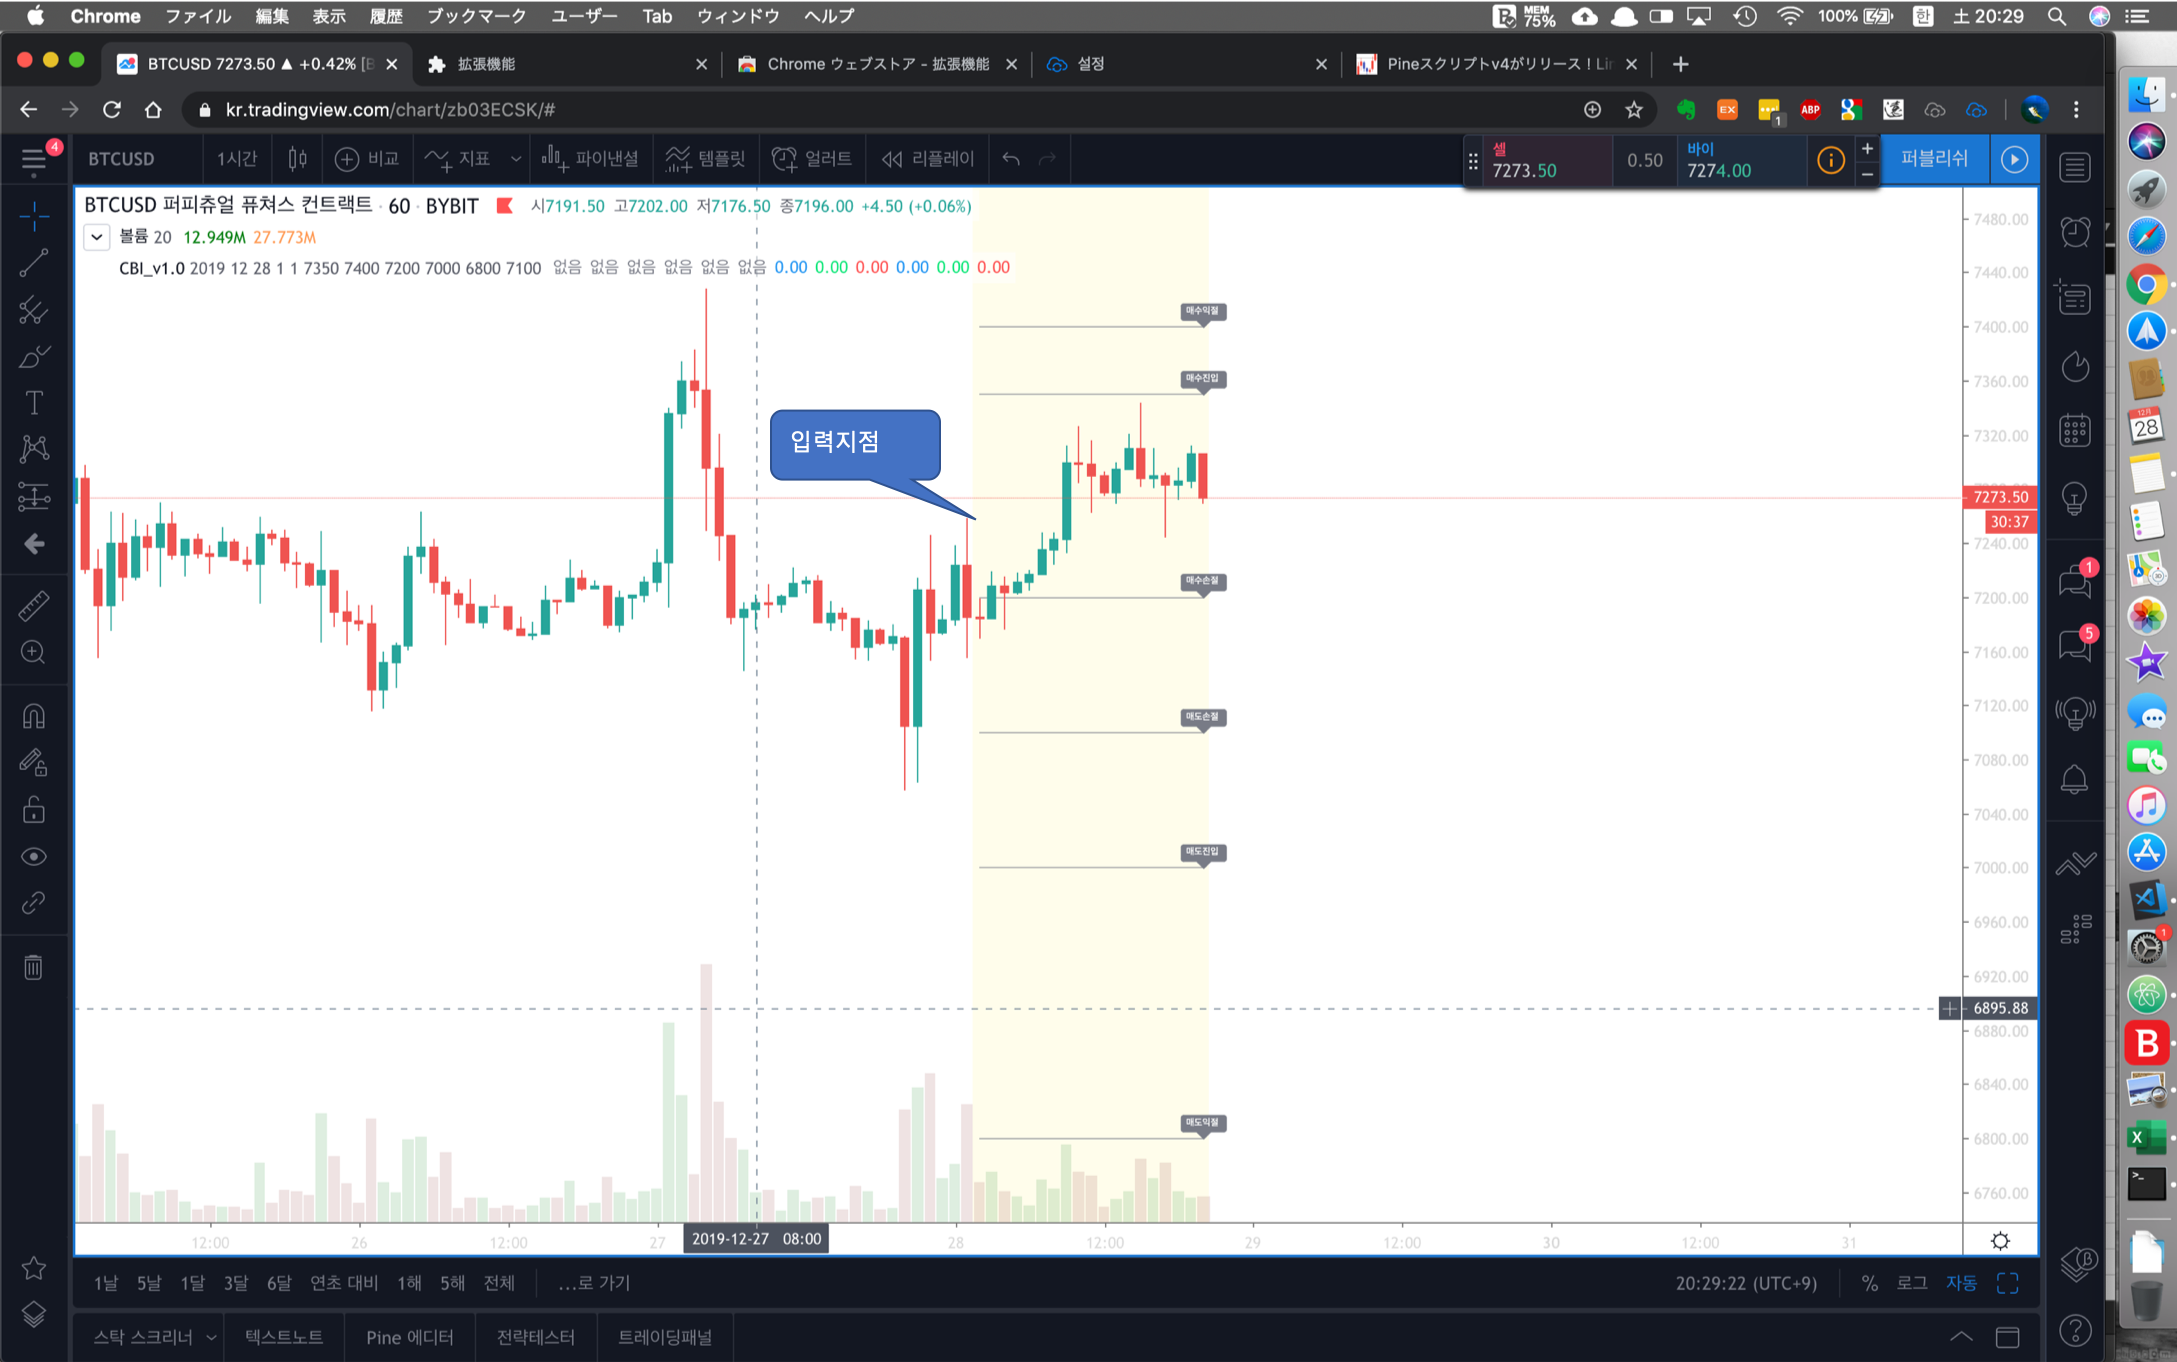 Chrome ファイル 編集 表示 履歴 ブックマーク ユーザー Tab ウィンドウ ヘルプ MEM 75% 100% 한 土 20:29
BTCUSD 7273.50 ▲ +0.42% 拡張機能 Chrome ウェブストア - 拡張機能 설정 Pineスクリプトv4がリリース！
kr.tradingview.com/chart/zb03ECSK/# EX 1 ABP
4 BTCUSD 1시간 비교 지표 파이낸셜 템플릿 얼러트 리플레이 셀 7273.50 0.50 바이 7274.00 퍼블리쉬
BTCUSD 퍼피츄얼 퓨쳐스 컨트랙트 · 60 · BYBIT 시7191.50 고7202.00 저7176.50 종7196.00 +4.50 (+0.06%)
볼륨 20 12.949M 27.773M
CBI_v1.0 2019 12 28 1 1 7350 7400 7200 7000 6800 7100 없음 없음 없음 없음 없음 없음 0.00 0.00 0.00 0.00 0.00 0.00
7480.00
7440.00
매수익절
7400.00
매수진입
7360.00
입력지점
7320.00
7273.50
30:37
7240.00
매수손절
7200.00
7160.00
매도손절
7120.00
7080.00
7040.00
매도진입
7000.00
6960.00
6920.00
6895.88
6880.00
6840.00
매도익절
6800.00
6760.00
12:00 26 12:00 27 2019-12-27 08:00 28 12:00 29 12:00 30 12:00 31
1날 5날 1달 3달 6달 연초 대비 1해 5해 전체 ...로 가기 20:29:22 (UTC+9) % 로그 자동
스탁 스크리너 텍스트노트 Pine 에디터 전략테스터 트레이딩패널
1
5
12月
28
1
B
X